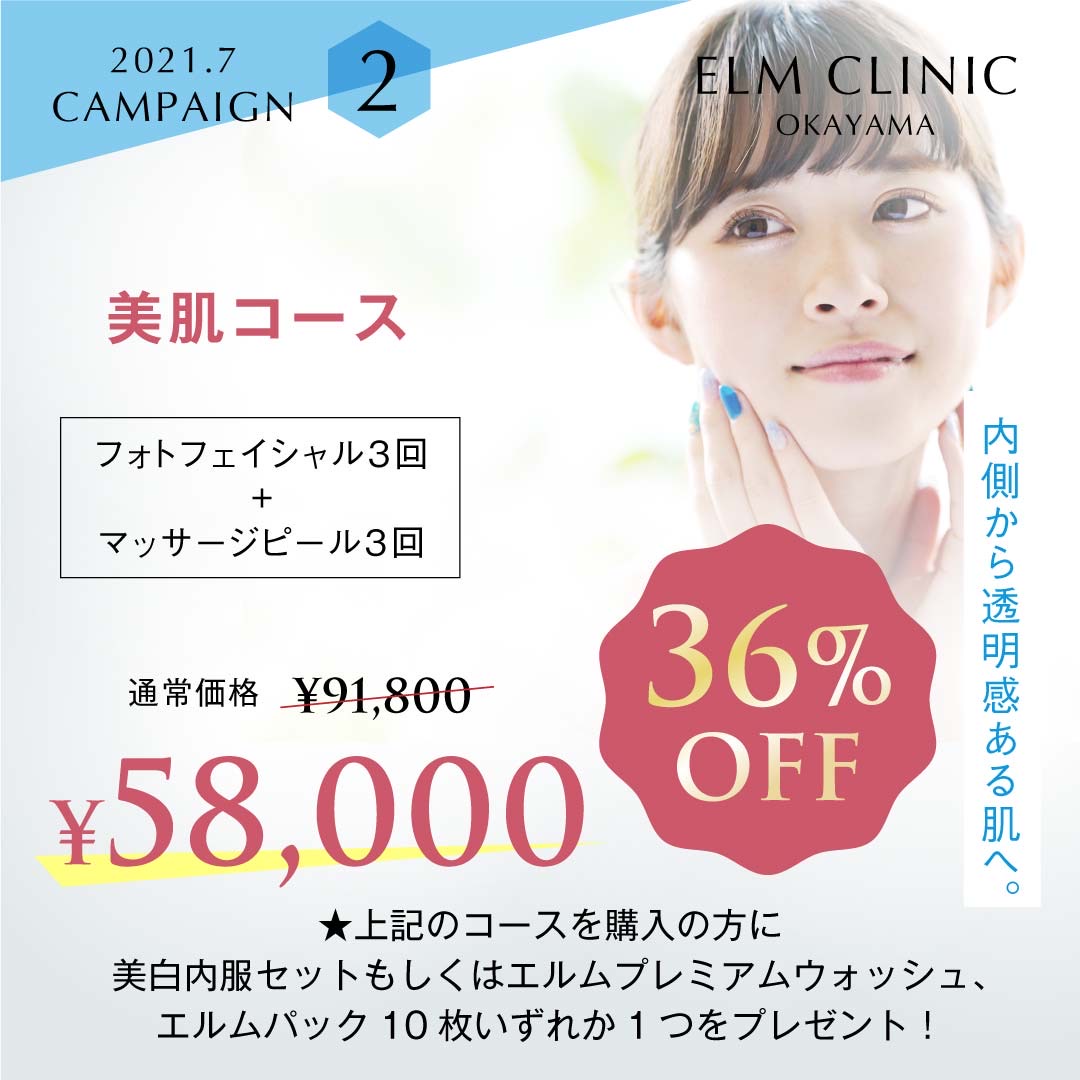 2021.7
CAMPAIGN
2
ELM CLINIC
OKAYAMA
美肌コース
フォトフェイシャル3回
+
マッサージピール3回
内側から透明感ある肌へ。
36%
OFF
通常価格 ¥91,800
¥58,000
★上記のコースを購入の方に
美白内服セットもしくはエルムプレミアムウォッシュ、
エルムパック10枚いずれか1つをプレゼント!